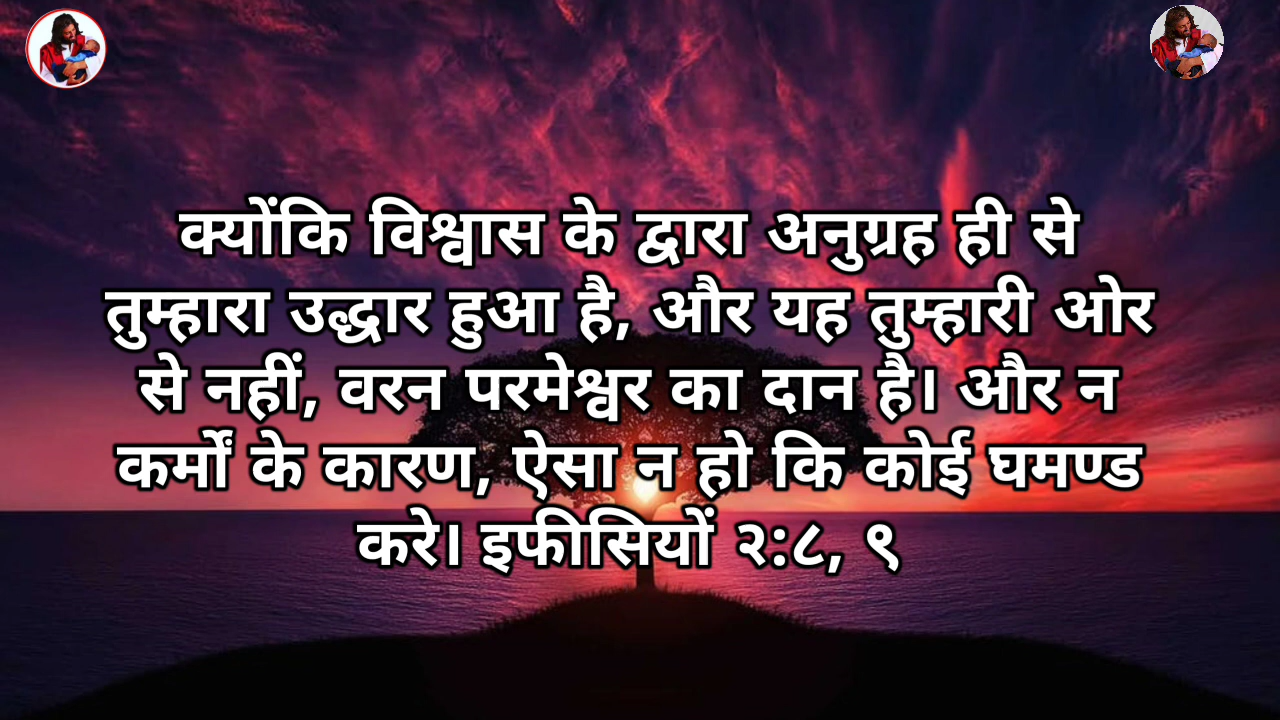 क्योंकि विश्वास के द्वारा अनुग्रह ही से
तुम्हारा उद्धार हुआ है, और यह तुम्हारी ओर
से नहीं, वरन परमेश्वर का दान है। और न
कर्मों के कारण, ऐसा न हो कि कोई घमण्ड
करे। इफीसियों २:८, ९